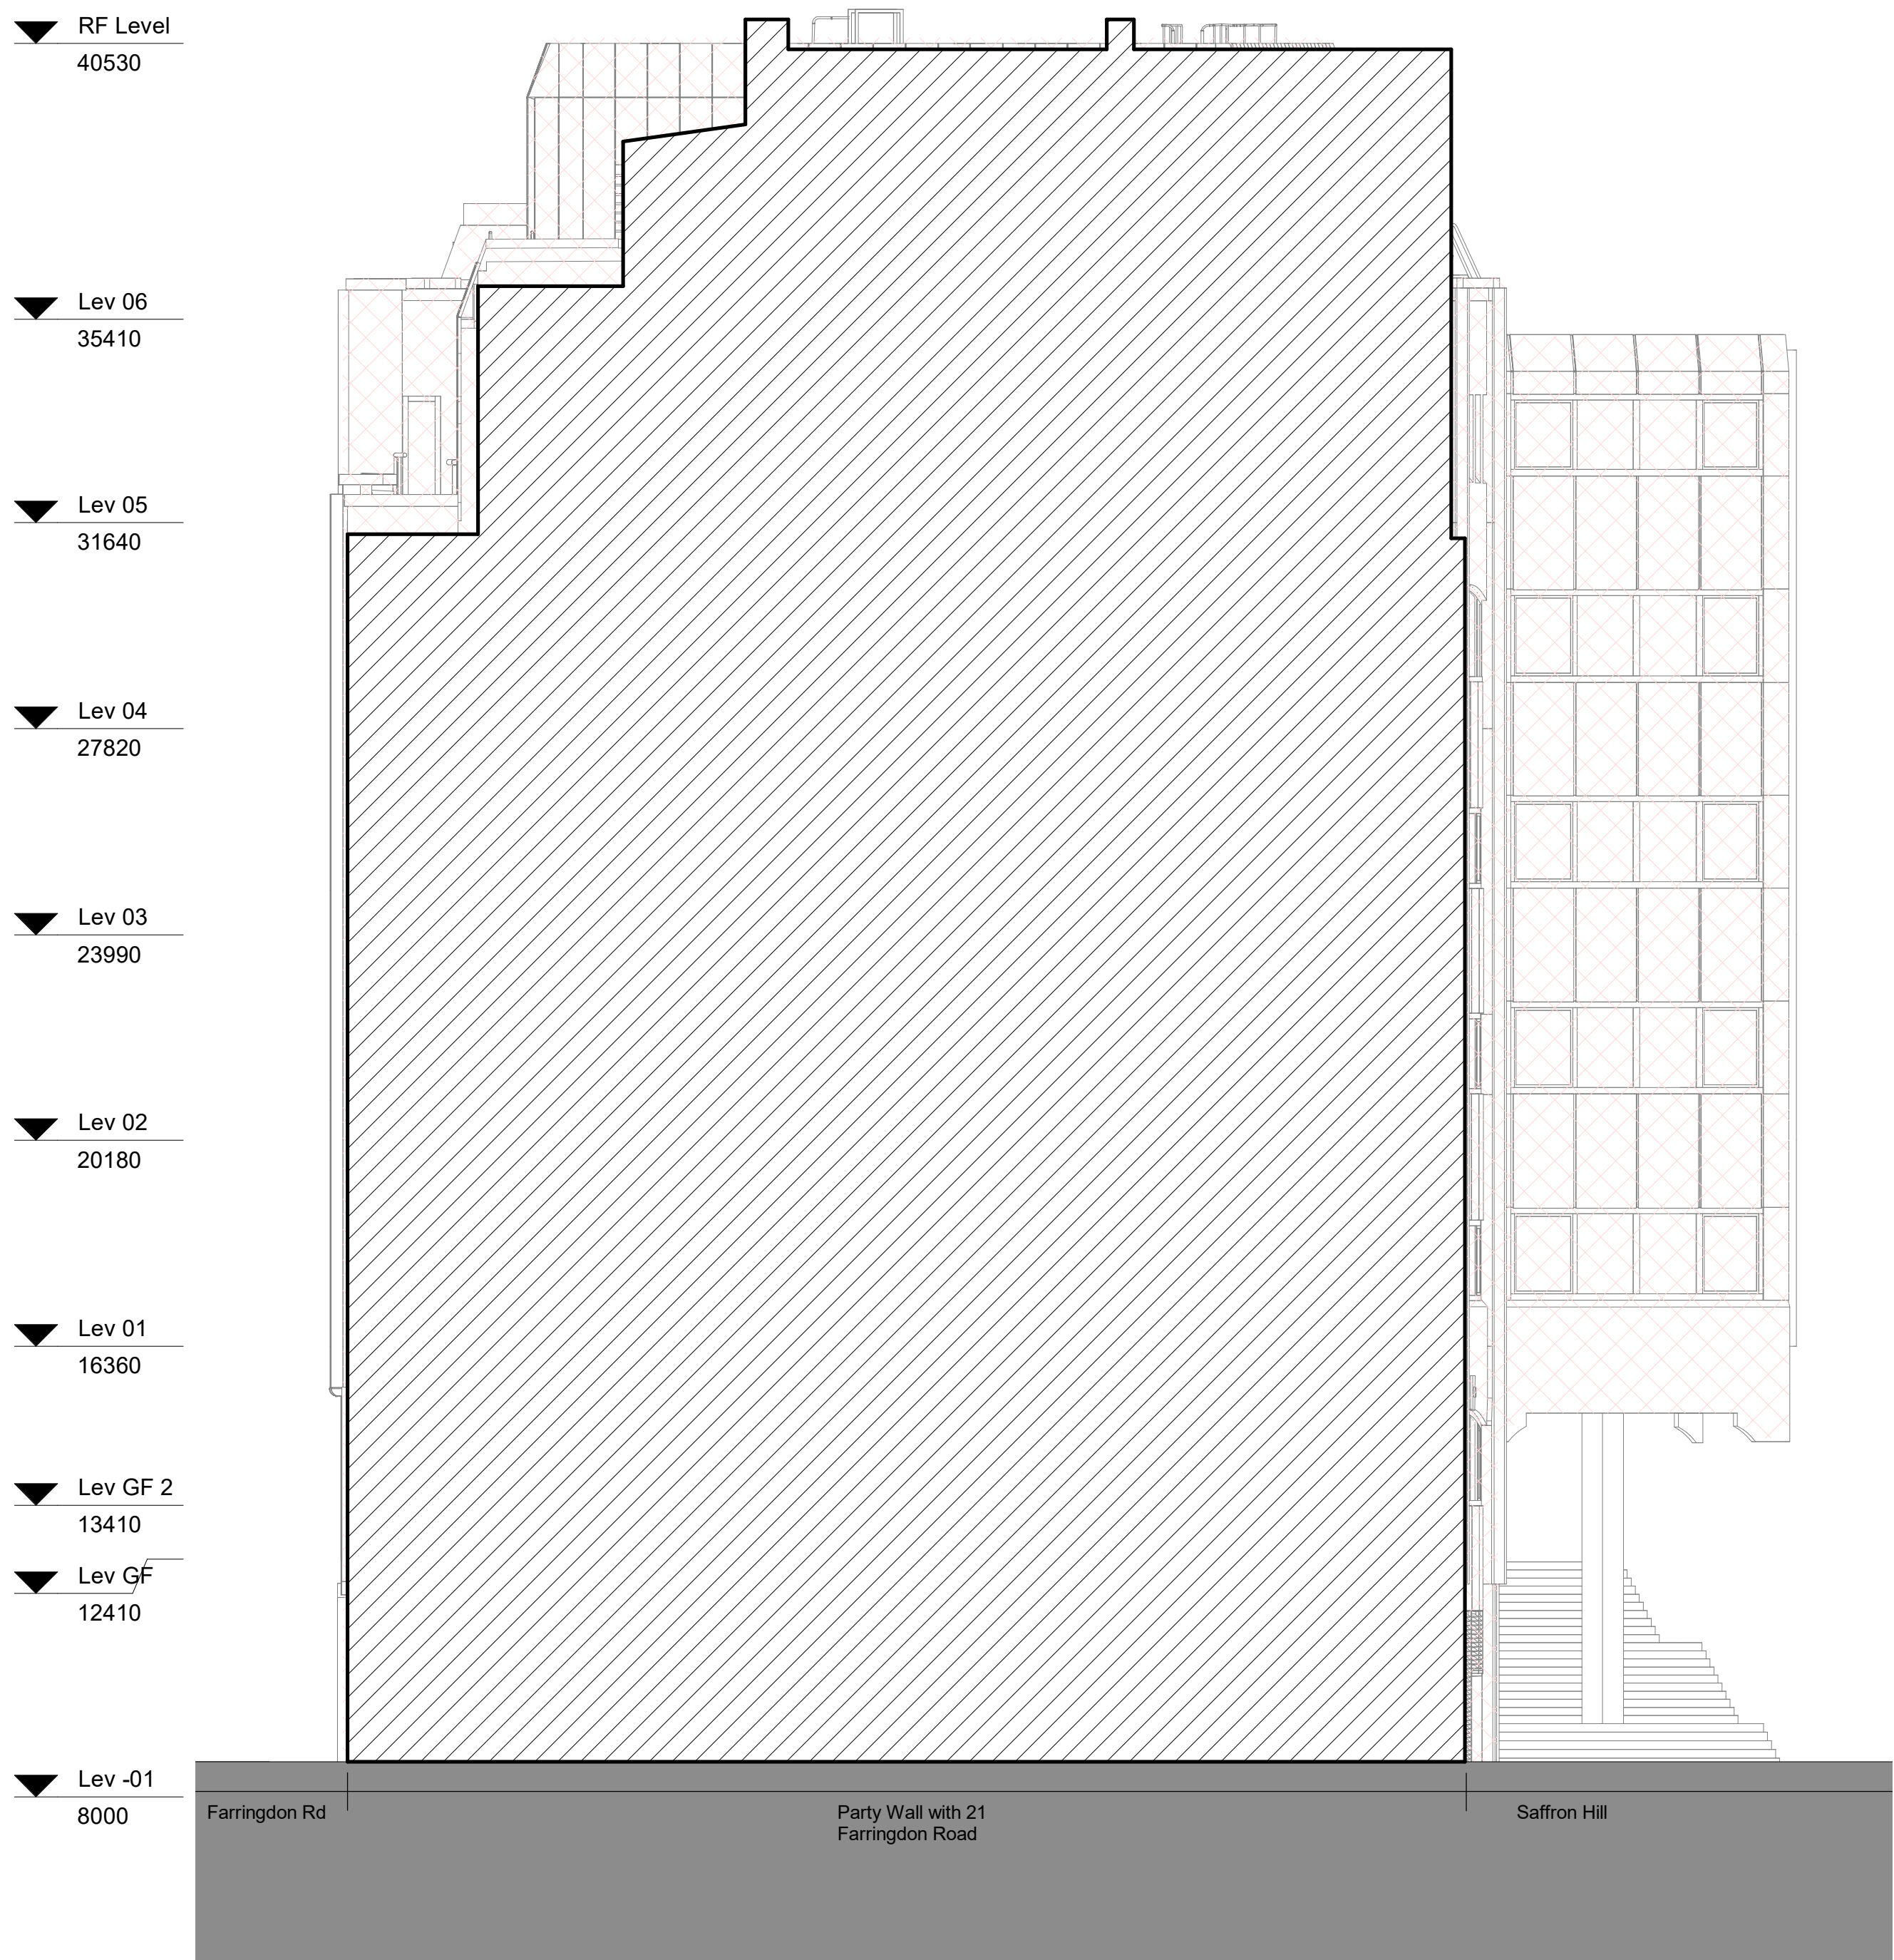 RF Level
40530
Lev 06
35410
Lev 05
31640
Lev 04
27820
Lev 03
23990
Lev 02
20180
Lev 01
16360
Lev GF 2
13410
Lev GF
12410
Lev -01
8000
Farringdon Rd
Party Wall with 21
Farringdon Road
Saffron Hill